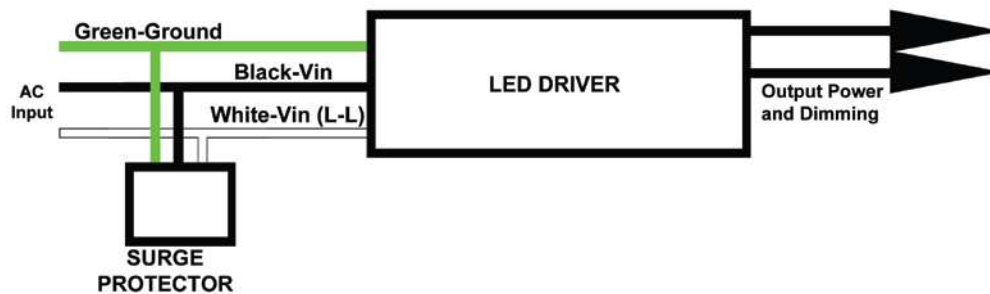 Green-Ground
Black-Vin
AC
Input
White-Vin (L-L)
LED DRIVER
Output Power
and Dimming
SURGE
PROTECTOR